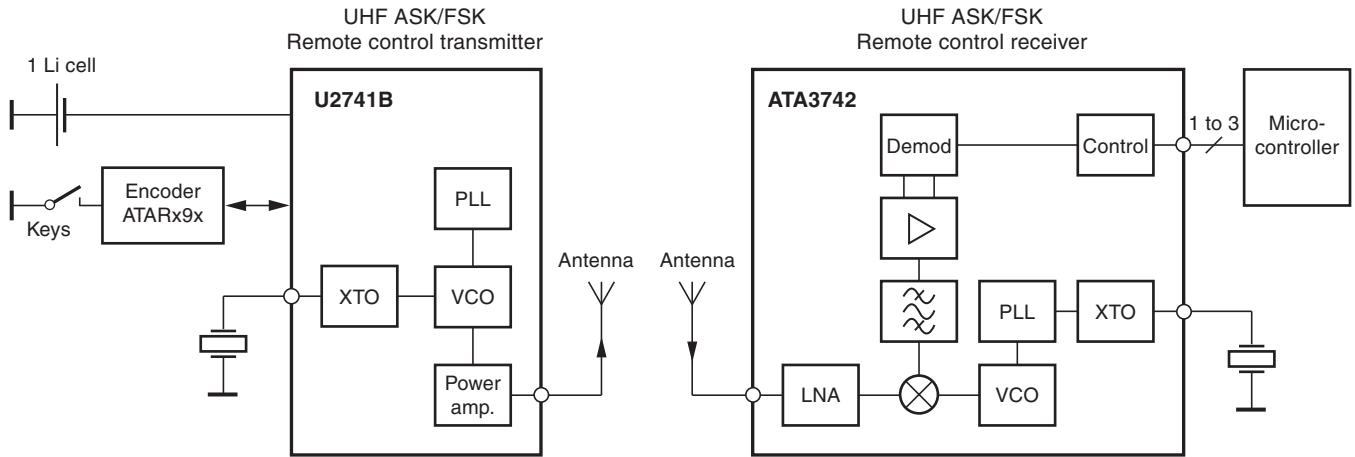 UHF ASK/FSK
Remote control transmitter
1 Li cell
U2741B
Encoder
ATARx9x
Keys
PLL
XTO
VCO
Power
amp.
Antenna
UHF ASK/FSK
Remote control receiver
ATA3742
Antenna
Demod
Control
1 to 3
Micro-
controller
PLL
XTO
LNA
VCO